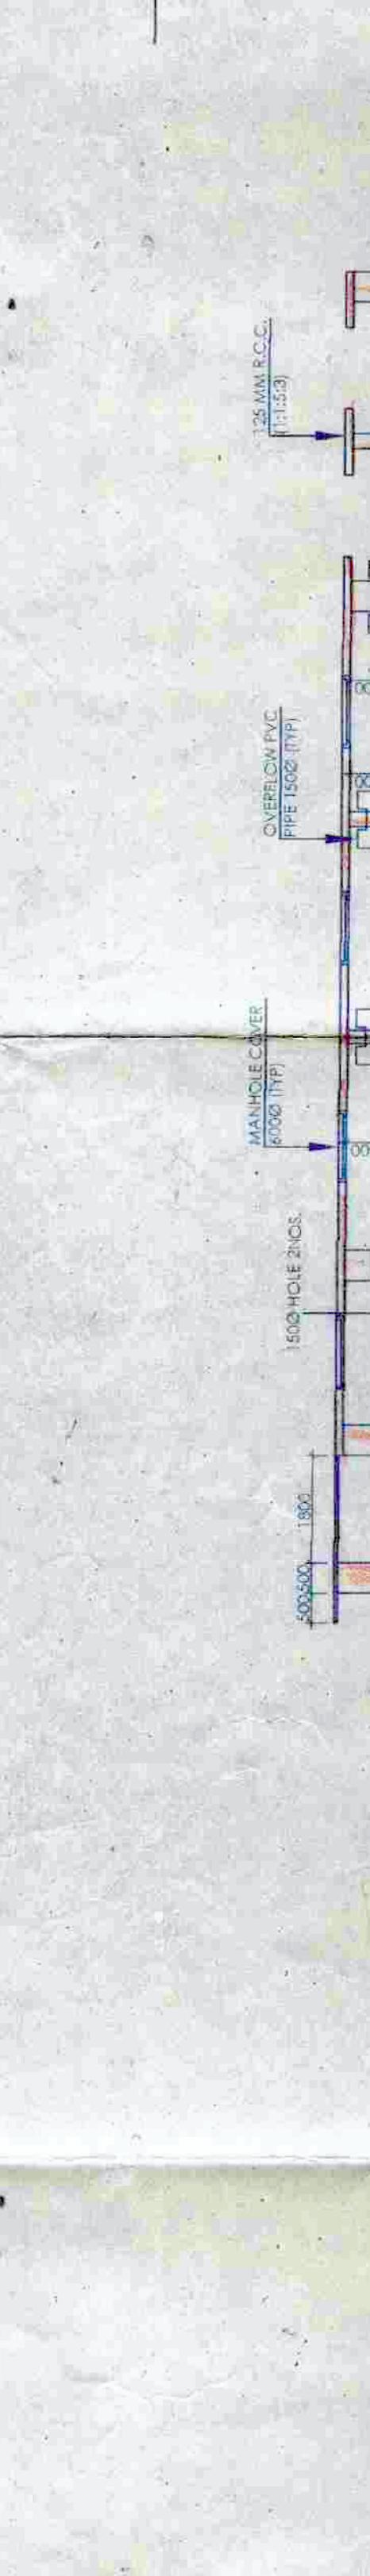 125 MM R.C.C.
(1:1:5:3)
OVERFLOW PVC
PIPE 150Ø (TYP)
MANHOLE COVER
600Ø (TYP)
150Ø HOLE 2NOS.
1800
500
500